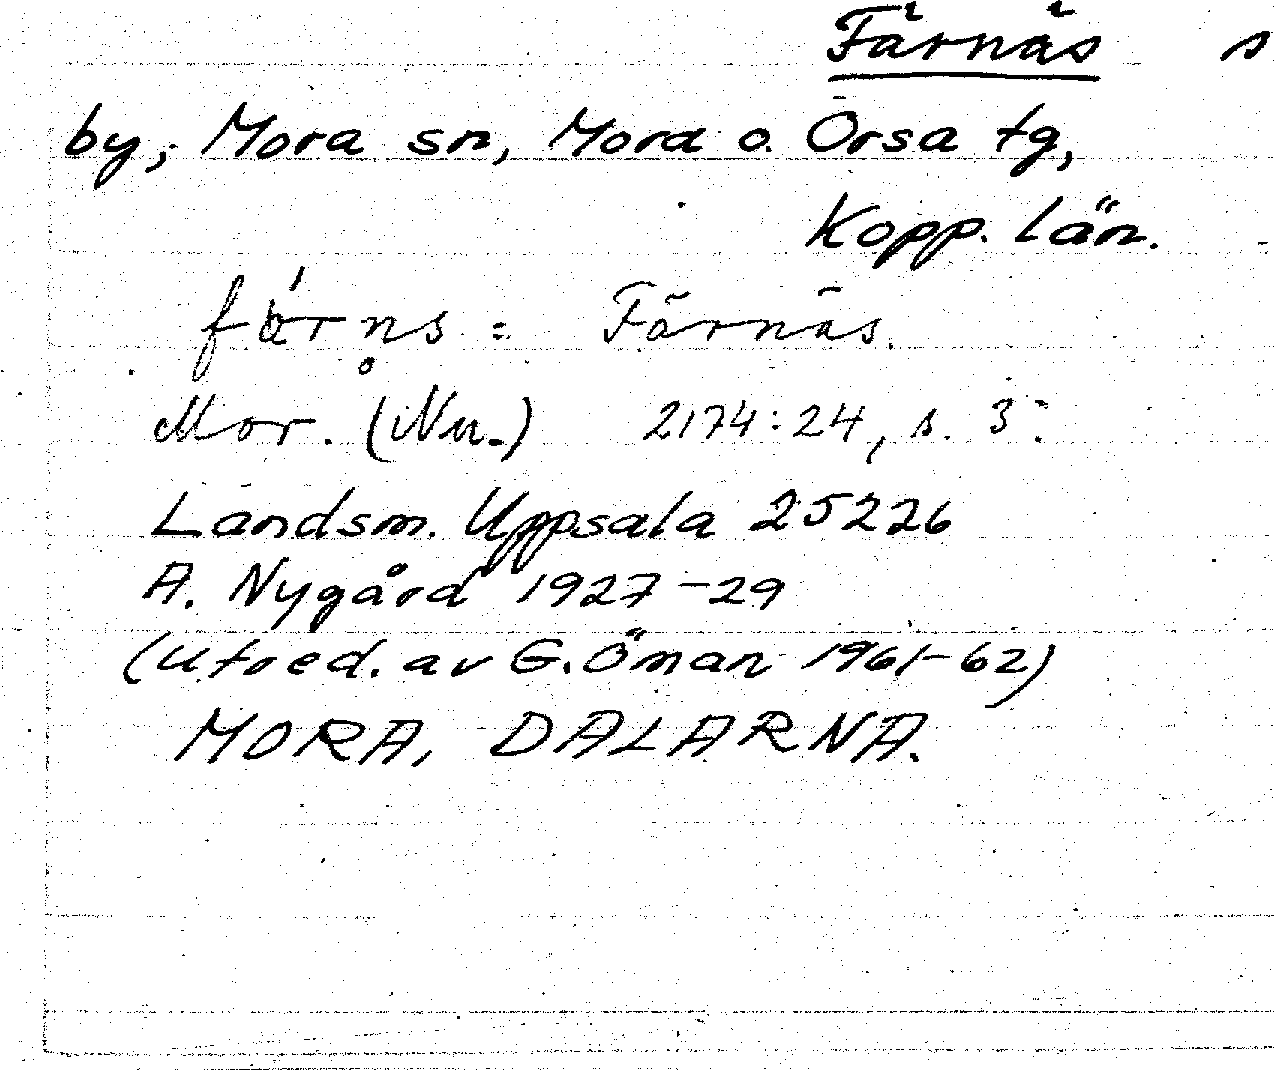 Färnäs s
by; Mora sn, Mora o. Orsa tg,
Kopp. län.
= Färnäs.
Mor. (Nu.) 2174:24, s. 3.
Landsm. Uppsala 25226
A. Nygård 1927-29
(Utred. av G. Öman 1961-62)
MORA, DALARNA.